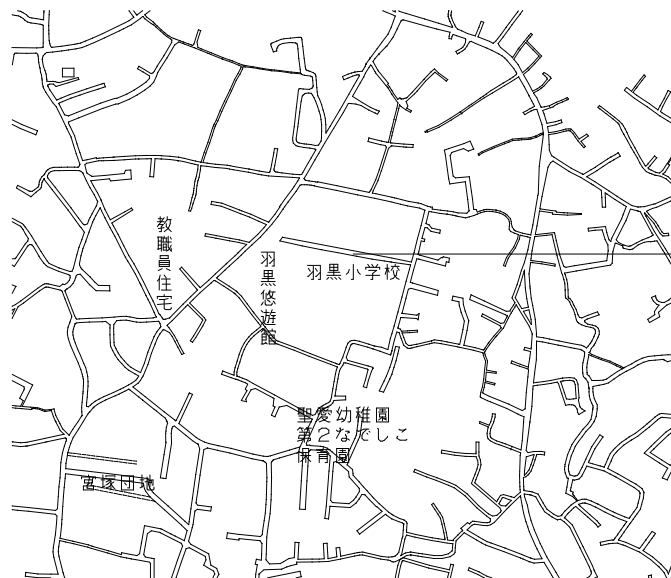 教職員住宅
羽黒悠遊館
羽黒小学校
聖愛幼稚園
第2なでしこ
保育園
宮塚団地